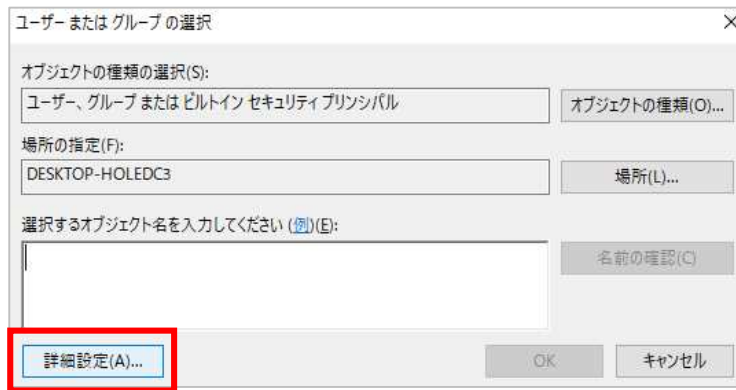 ユーザー または グループ の選択
オブジェクトの種類の選択(S):
ユーザー、グループ または ビルトイン セキュリティ プリンシパル
オブジェクトの種類(O)...
場所の指定(F):
DESKTOP-HOLEDC3
場所(L)...
選択するオブジェクト名を入力してください (例)(E):
名前の確認(C)
詳細設定(A)...
OK
キャンセル